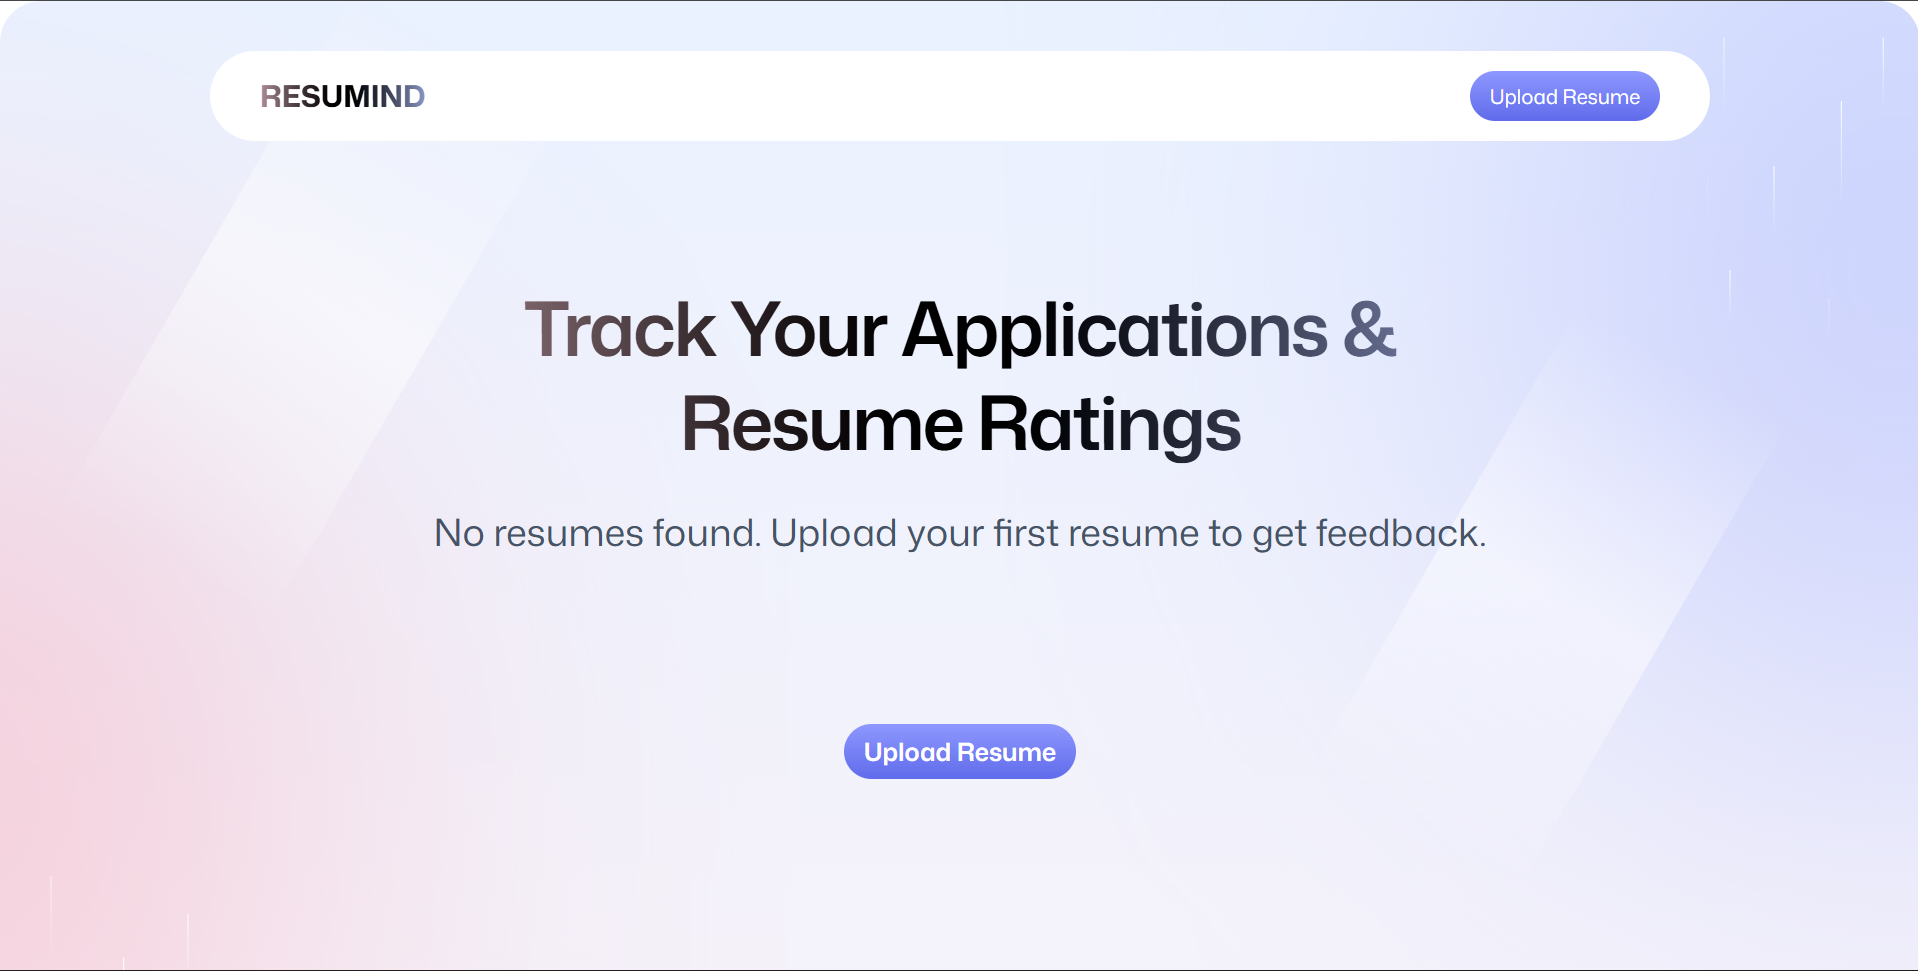 RESUMIND
Upload Resume
Track Your Applications &
Resume Ratings
No resumes found. Upload your first resume to get feedback.
Upload Resume